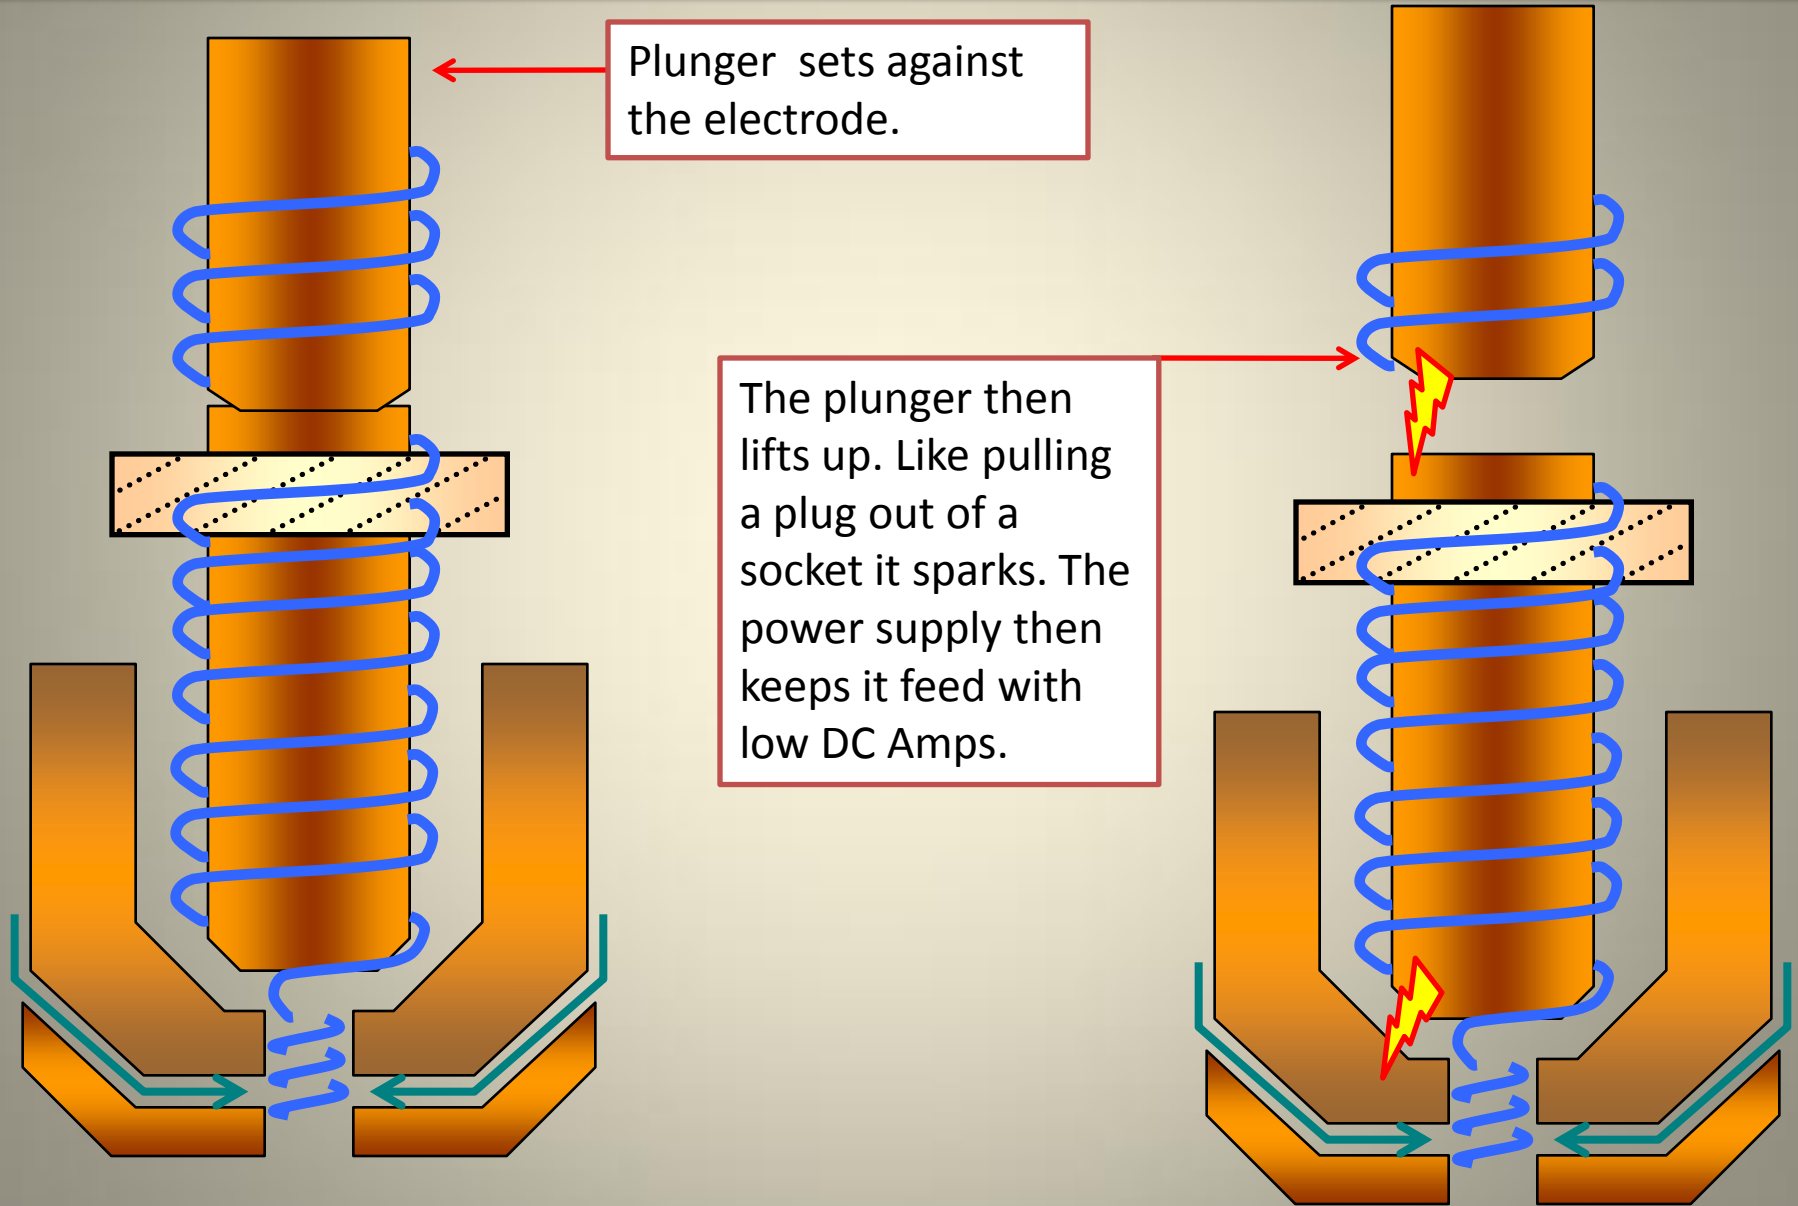 Plunger  sets against
the electrode.
The plunger then
lifts up. Like pulling
a plug out of a
socket it sparks. The
power supply then
keeps it feed with
low DC Amps.